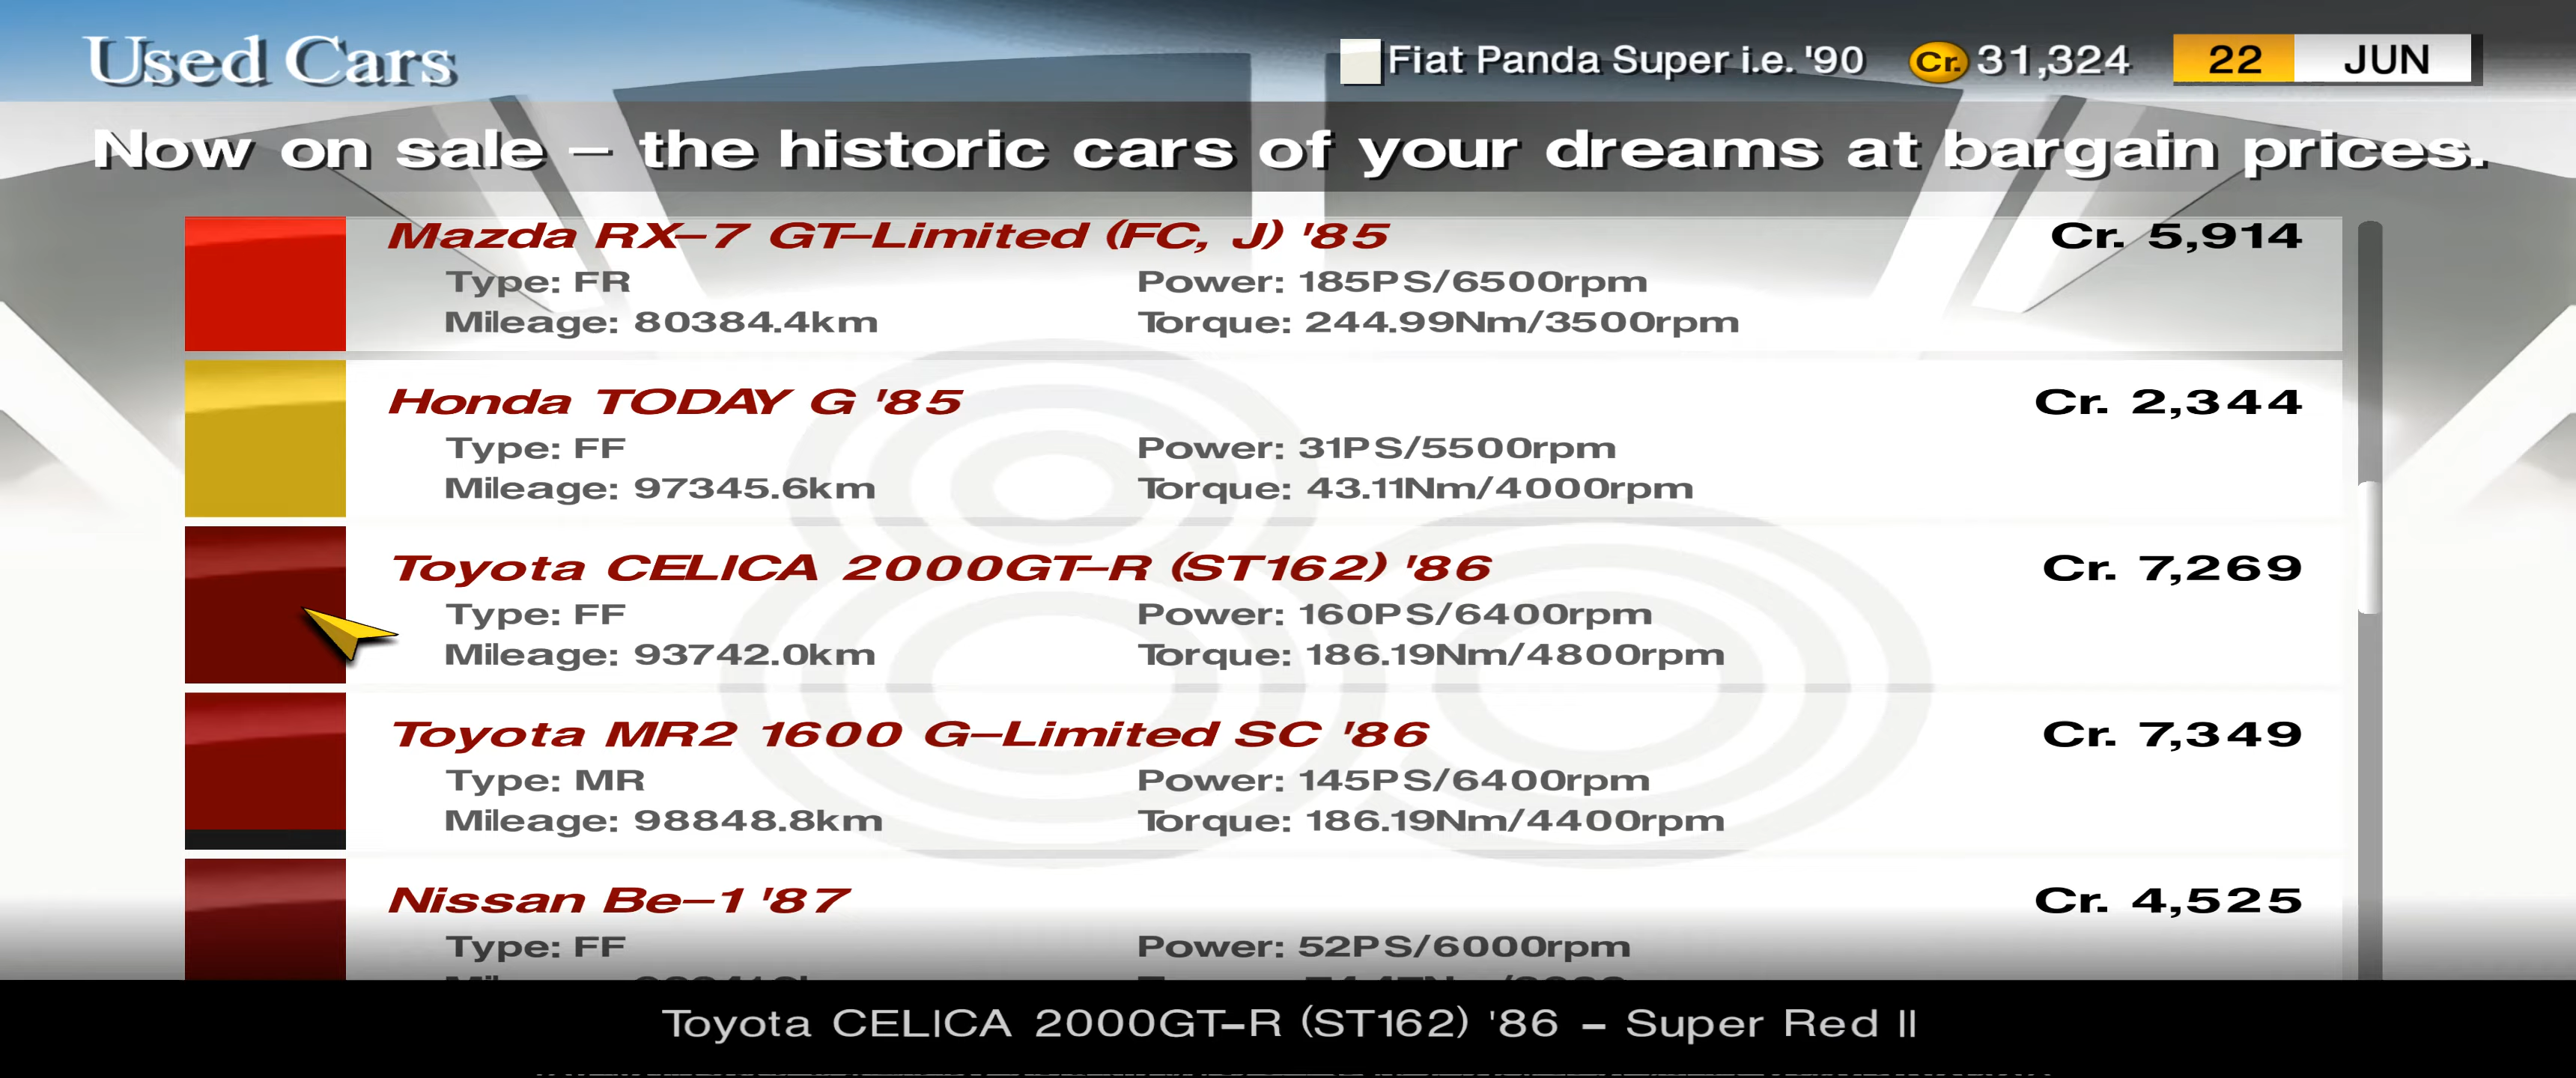 Used Cars
Fiat Panda Super i.e. '90
Cr. 31,324
22 JUN
Now on sale – the historic cars of your dreams at bargain prices.
Mazda RX–7 GT–Limited (FC, J) '85
Cr. 5,914
Type: FR
Power: 185PS/6500rpm
Mileage: 80384.4km
Torque: 244.99Nm/3500rpm
Honda TODAY G '85
Cr. 2,344
Type: FF
Power: 31PS/5500rpm
Mileage: 97345.6km
Torque: 43.11Nm/4000rpm
Toyota CELICA 2000GT–R (ST162) '86
Cr. 7,269
Type: FF
Power: 160PS/6400rpm
Mileage: 93742.0km
Torque: 186.19Nm/4800rpm
Toyota MR2 1600 G–Limited SC '86
Cr. 7,349
Type: MR
Power: 145PS/6400rpm
Mileage: 98848.8km
Torque: 186.19Nm/4400rpm
Nissan Be–1 '87
Cr. 4,525
Type: FF
Power: 52PS/6000rpm
Toyota CELICA 2000GT–R (ST162) '86 – Super Red II